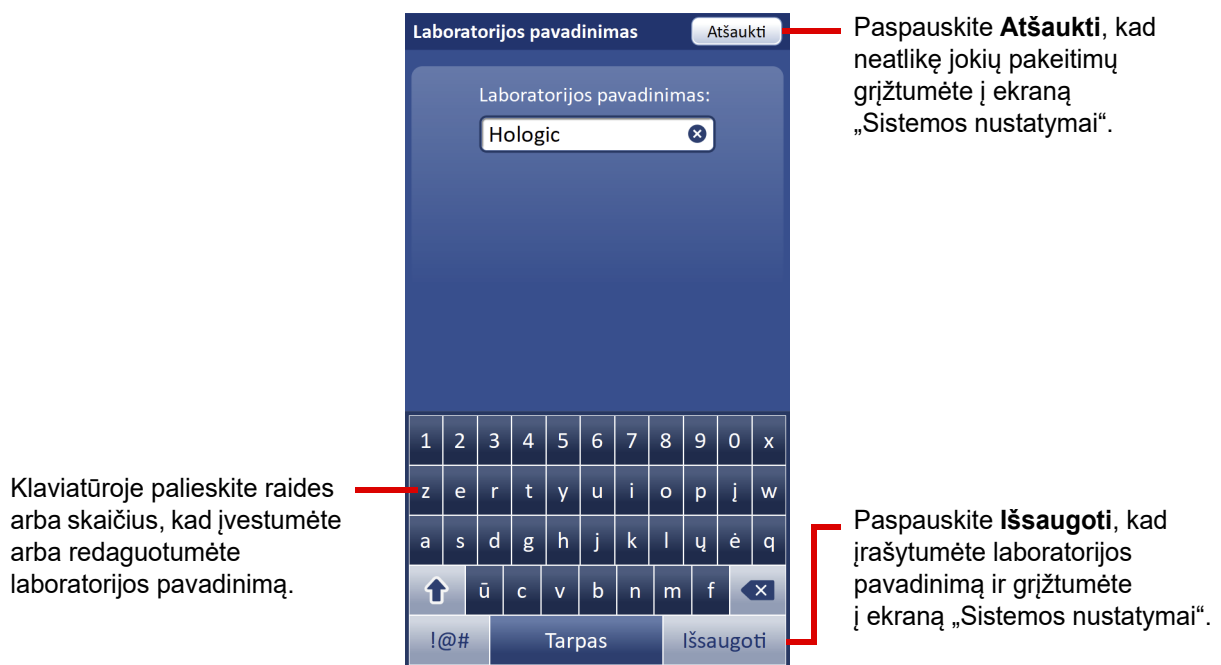 Laboratorijos pavadinimas
Atšaukti
Paspauskite Atšaukti, kad
neatlikę jokių pakeitimų
grįžtumėte į ekraną
„Sistemos nustatymai“.
Laboratorijos pavadinimas:
Hologic
1 2 3 4 5 6 7 8 9 0 x
z e r t y u i o p į w
a s d g h j k l ų ė q
ū c v b n m f
!@# Tarpas Išsaugoti
Klaviatūroje palieskite raides
arba skaičius, kad įvestumėte
arba redaguotumėte
laboratorijos pavadinimą.
Paspauskite Išsaugoti, kad
įrašytumėte laboratorijos
pavadinimą ir grįžtumėte
į ekraną „Sistemos nustatymai“.